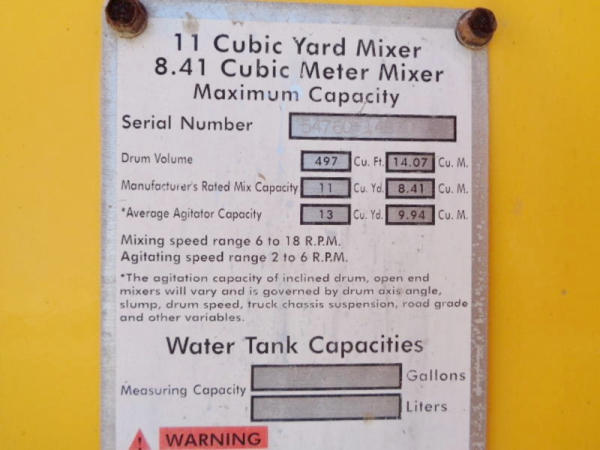 11 Cubic Yard Mixer
8.41 Cubic Meter Mixer
Maximum Capacity
Serial Number
Drum Volume 497 Cu. Ft. 14.07 Cu. M.
Manufacturer's Rated Mix Capacity 11 Cu. Yd. 8.41 Cu. M.
*Average Agitator Capacity 13 Cu. Yd. 9.94 Cu. M.
Mixing speed range 6 to 18 R.P.M.
Agitating speed range 2 to 6 R.P.M.
*The agitation capacity of inclined drum, open end
mixers will vary and is governed by drum axis angle,
slump, drum speed, truck chassis suspension, road grade
and other variables.
Water Tank Capacities
Measuring Capacity
Gallons
Liters
WARNING